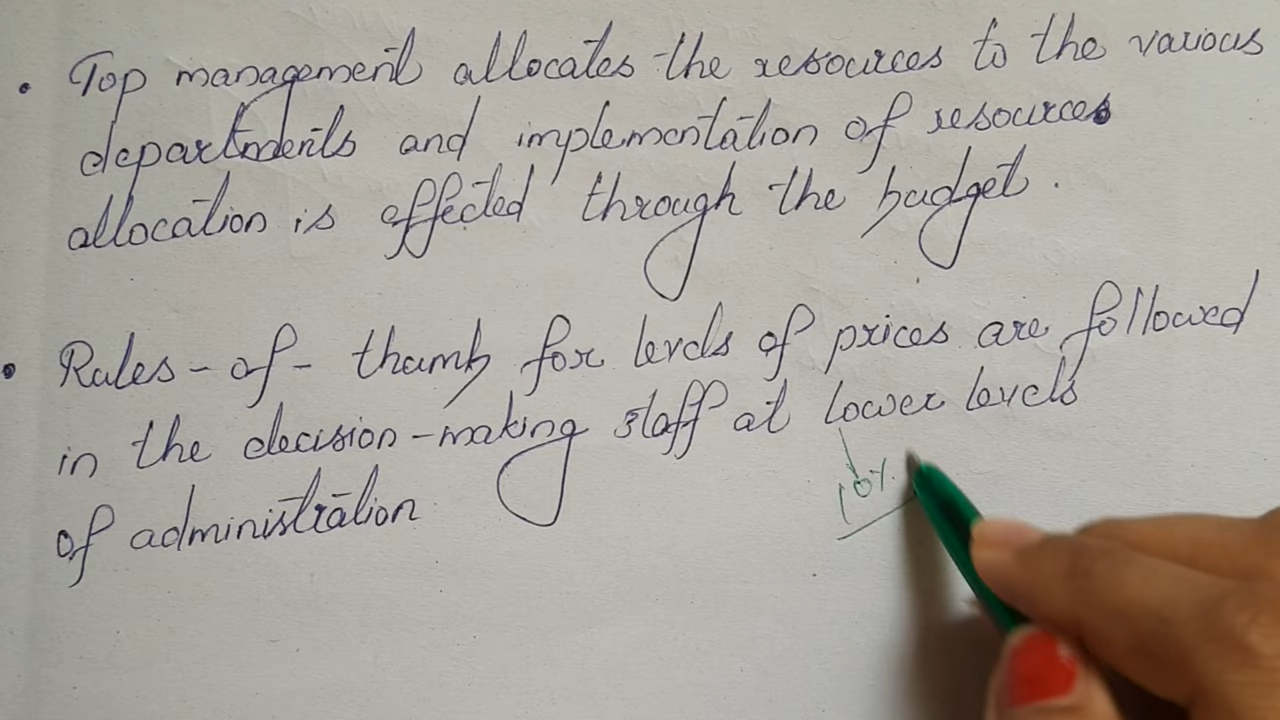 • Top management allocates the resources to the various
departments and implementation of resources
allocation is effected through the budget.
• Rules-of-thumb for levels of prices are followed
in the decision-making staff at lower levels
10%
of administration